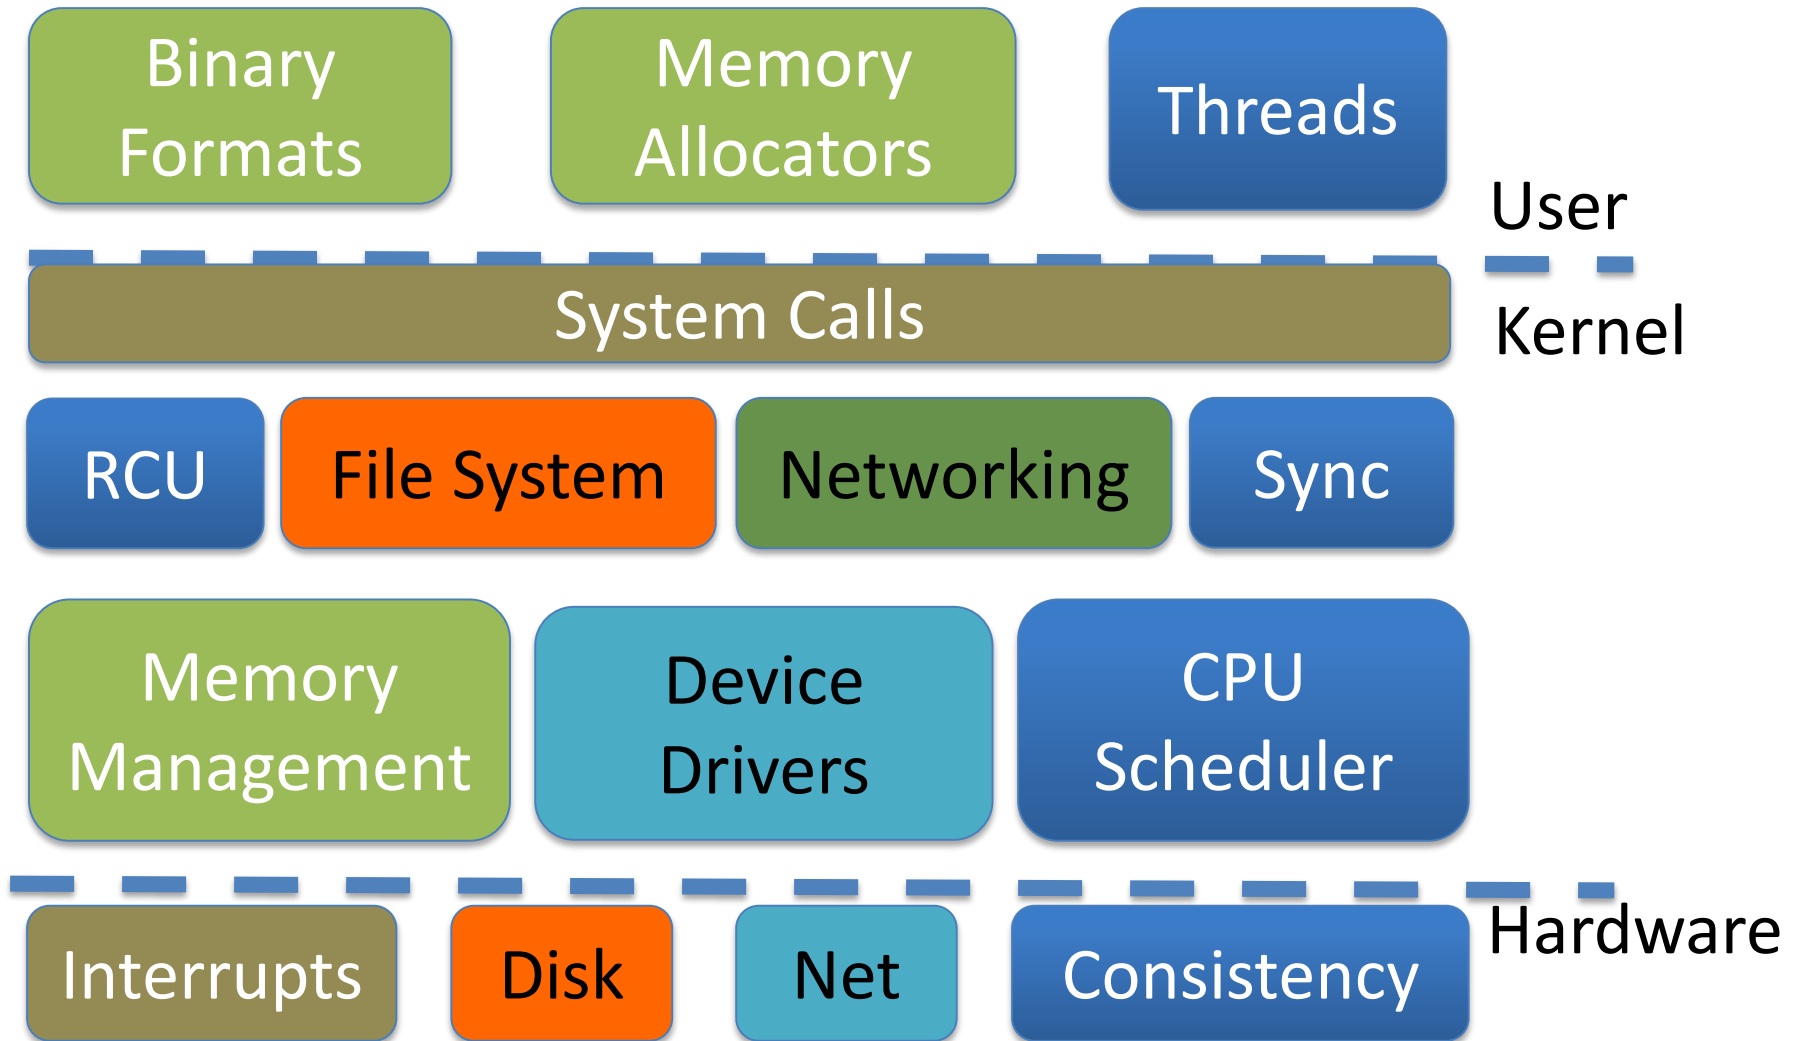 Binary
Formats
Memory
Allocators
Threads
User
System Calls
Kernel
RCU
File System
Networking
Sync
Memory
Management
Device
Drivers
CPU
Scheduler
Hardware
Interrupts
Disk
Net
Consistency